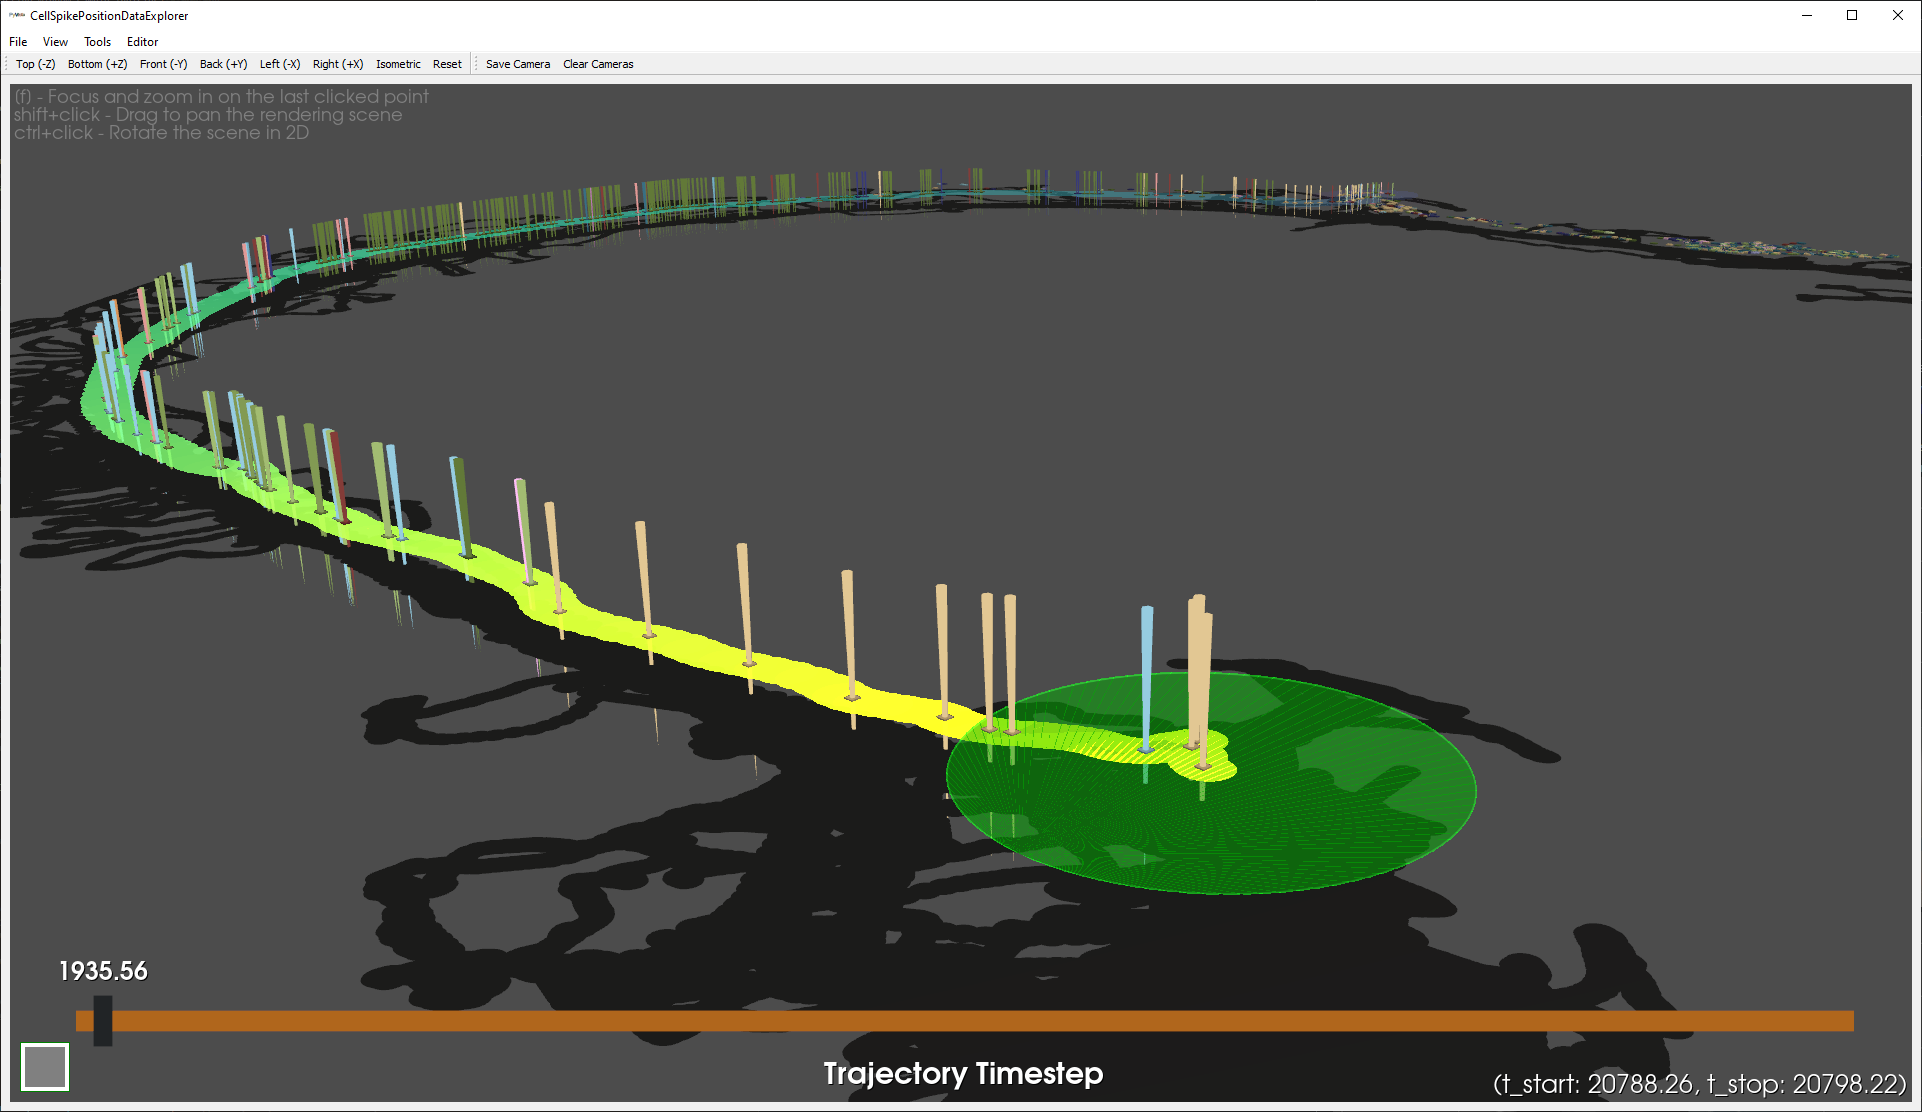 CellSpikePositionDataExplorer
File View Tools Editor
Top (-Z) Bottom (+Z) Front (-Y) Back (+Y) Left (-X) Right (+X) Isometric Reset Save Camera Clear Cameras
(f) - Focus and zoom in on the last clicked point
shift+click - Drag to pan the rendering scene
ctrl+click - Rotate the scene in 2D
1935.56
Trajectory Timestep
(t_start: 20788.26, t_stop: 20798.22)